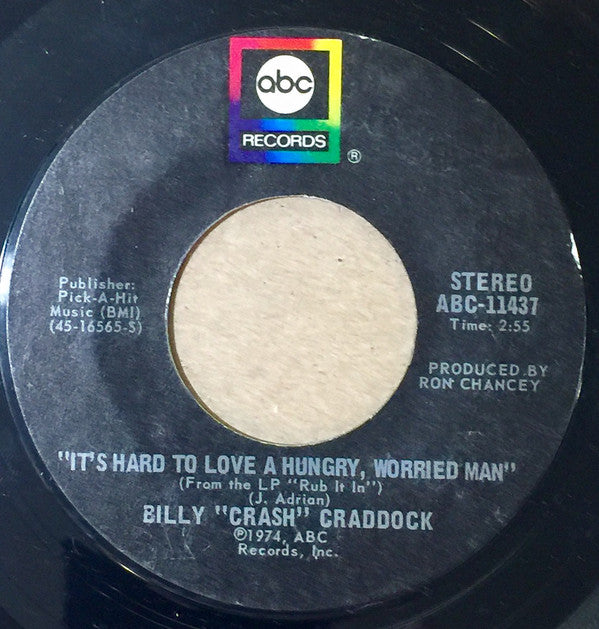 abc
RECORDS
®
Publisher:
Pick-A-Hit
Music (BMI)
(45-16565-S)
STEREO
ABC-11437
Time: 2:55
PRODUCED BY
RON CHANCEY
"IT'S HARD TO LOVE A HUNGRY, WORRIED MAN"
(From the LP "Rub It In")
(J. Adrian)
BILLY "CRASH" CRADDOCK
℗1974, ABC
Records, Inc.